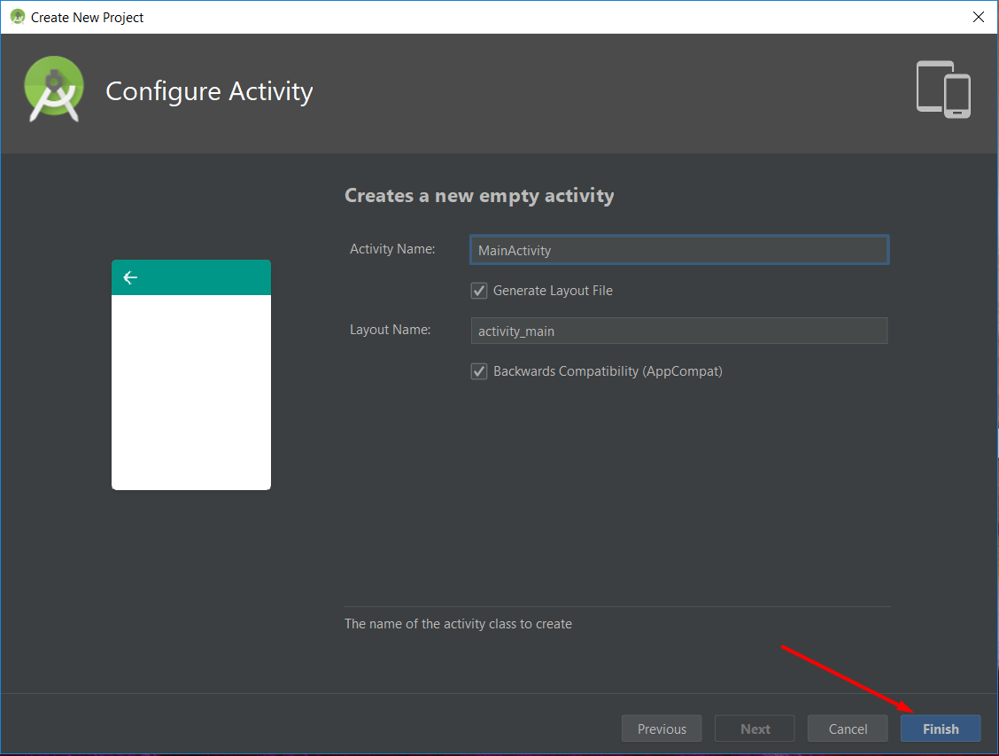 Create New Project
Configure Activity
Creates a new empty activity
Activity Name: MainActivity
Generate Layout File
Layout Name: activity_main
Backwards Compatibility (AppCompat)
The name of the activity class to create
Previous Next Cancel Finish